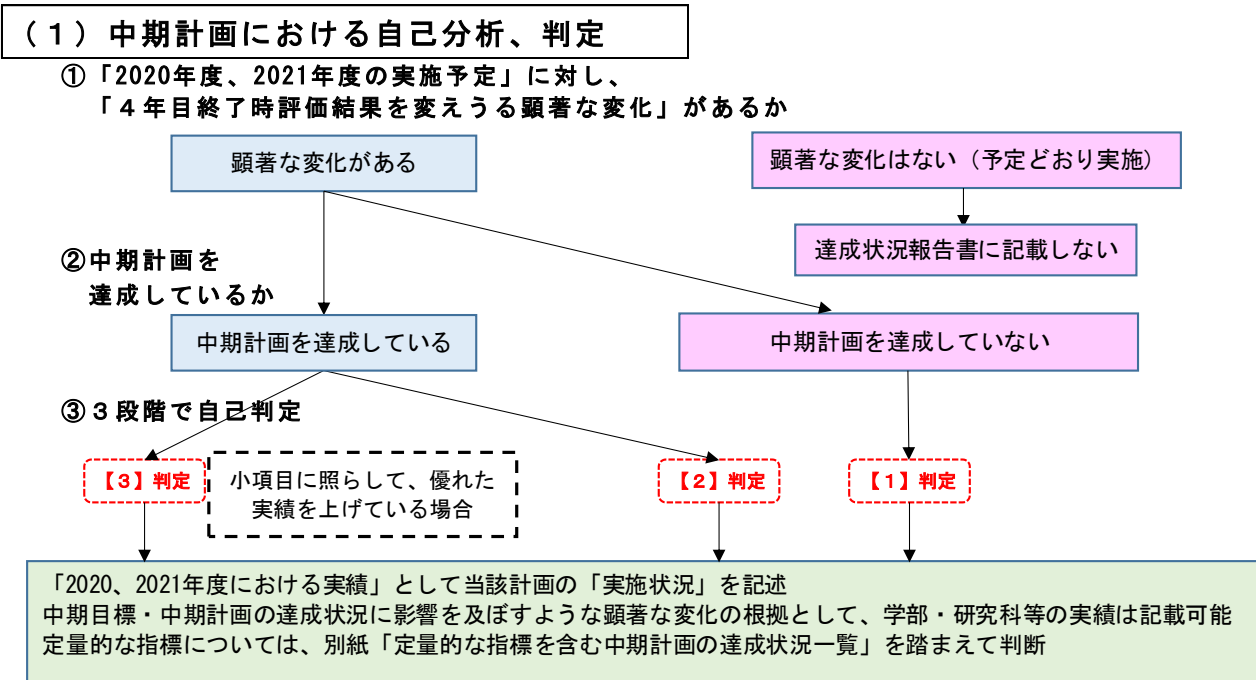 （１）中期計画における自己分析、判定
①「2020年度、2021年度の実施予定」に対し、
「４年目終了時評価結果を変えうる顕著な変化」があるか
顕著な変化がある
顕著な変化はない（予定どおり実施）
達成状況報告書に記載しない
②中期計画を
達成しているか
中期計画を達成している
中期計画を達成していない
③３段階で自己判定
【３】判定
小項目に照らして、優れた
実績を上げている場合
【２】判定
【１】判定
「2020、2021年度における実績」として当該計画の「実施状況」を記述
中期目標・中期計画の達成状況に影響を及ぼすような顕著な変化の根拠として、学部・研究科等の実績は記載可能
定量的な指標については、別紙「定量的な指標を含む中期計画の達成状況一覧」を踏まえて判断